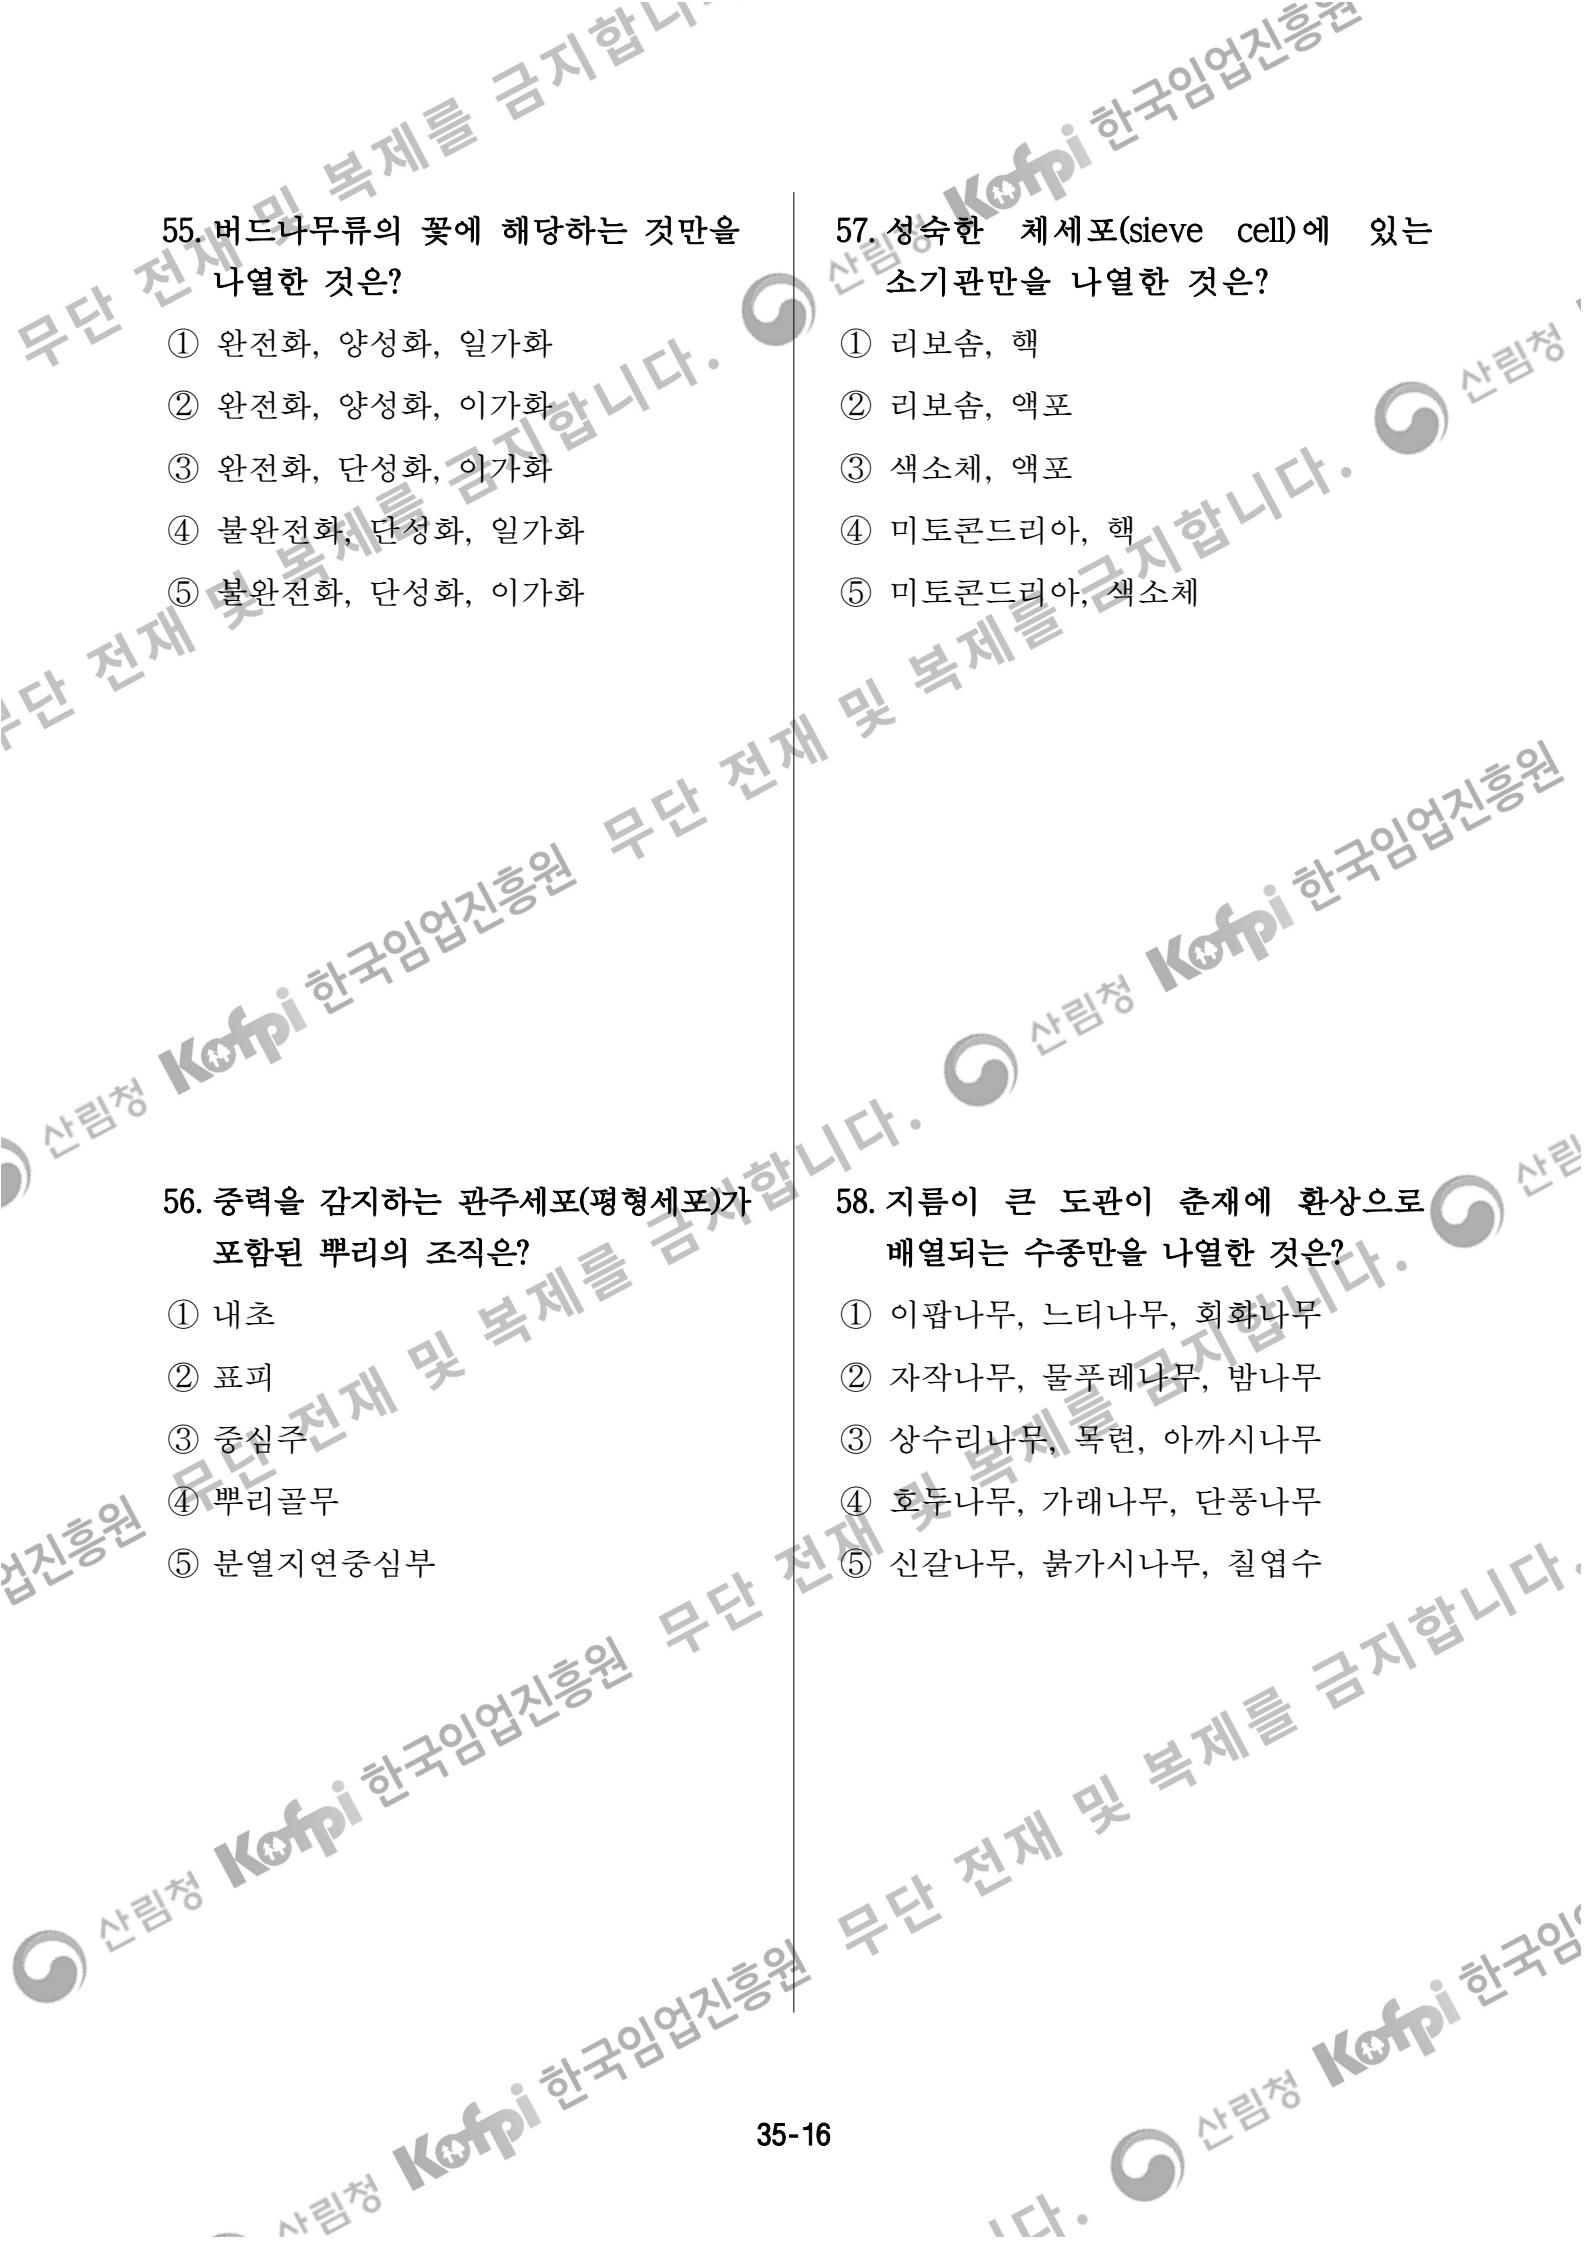 55. 버드나무류의 꽃에 해당하는 것만을
나열한 것은?
① 완전화, 양성화, 일가화
② 완전화, 양성화, 이가화
③ 완전화, 단성화, 이가화
④ 불완전화, 단성화, 일가화
⑤ 불완전화, 단성화, 이가화
56. 중력을 감지하는 관주세포(평형세포)가
포함된 뿌리의 조직은?
① 내초
② 표피
③ 중심주
④ 뿌리골무
⑤ 분열지연중심부
57. 성숙한 체세포(sieve cell)에 있는
소기관만을 나열한 것은?
① 리보솜, 핵
② 리보솜, 액포
③ 색소체, 액포
④ 미토콘드리아, 핵
⑤ 미토콘드리아, 색소체
58. 지름이 큰 도관이 춘재에 환상으로
배열되는 수종만을 나열한 것은?
① 이팝나무, 느티나무, 회화나무
② 자작나무, 물푸레나무, 밤나무
③ 상수리나무, 목련, 아까시나무
④ 호두나무, 가래나무, 단풍나무
⑤ 신갈나무, 붉가시나무, 칠엽수
35-16
산림청 Kofpi 한국임업진흥원 무단 전재 및 복제를 금지합니다.